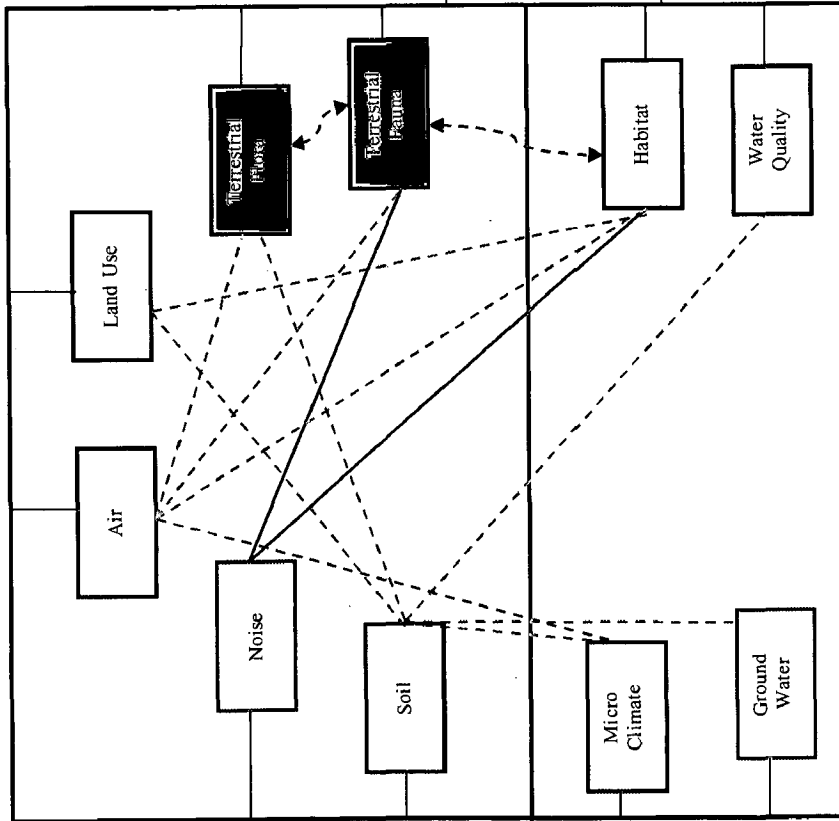 Terrestrial
Flora
Terrestrial
Fauna
Land Use
Habitat
Water
Quality
Air
Noise
Soil
Micro
Climate
Ground
Water